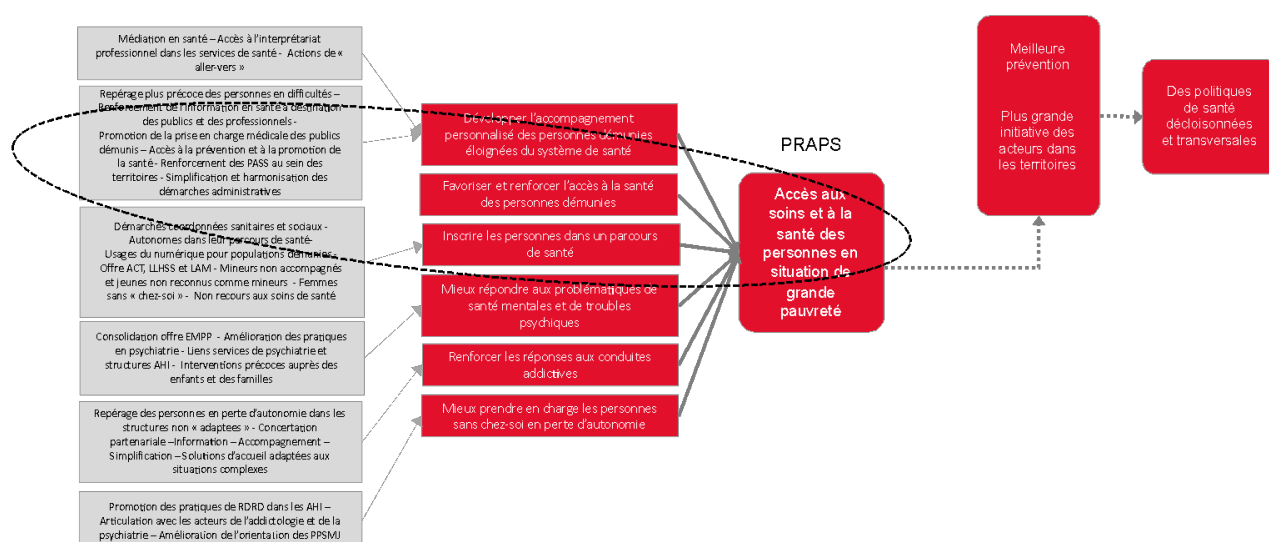 Médiation en santé – Accès à l'interprétariat
professionnel dans les services de santé - Actions de «
aller-vers »
Repérage plus précoce des personnes en difficultés –
Renforcement de l'information en santé à destination
des publics et des professionnels -
Promotion de la prise en charge médicale des publics
démunis – Accès à la prévention et à la promotion de
la santé - Renforcement des PASS au sein des
territoires - Simplification et harmonisation des
démarches administratives
Démarches coordonnées sanitaires et sociaux -
Autonomes dans leur parcours de santé-
Usages du numérique pour populations démunies -
Offre ACT, LLHSS et LAM - Mineurs non accompagnés
et jeunes non reconnus comme mineurs - Femmes
sans « chez-soi » - Non recours aux soins de santé
Consolidation offre EMPP - Amélioration des pratiques
en psychiatrie - Liens services de psychiatrie et
structures AHI - Interventions précoces auprès des
enfants et des familles
Repérage des personnes en perte d'autonomie dans les
structures non « adaptees » - Concertation
partenariale –Information – Accompagnement –
Simplification – Solutions d'accueil adaptées aux
situations complexes
Promotion des pratiques de RDRD dans les AHI –
Articulation avec les acteurs de l'addictologie et de la
psychiatrie – Amélioration de l'orientation des PPSMJ
Développer l'accompagnement
personnalisé des personnes démunies
éloignées du système de santé
Favoriser et renforcer l'accès à la santé
des personnes démunies
Inscrire les personnes dans un parcours
de santé
Mieux répondre aux problématiques de
santé mentales et de troubles
psychiques
Renforcer les réponses aux conduites
addictives
Mieux prendre en charge les personnes
sans chez-soi en perte d'autonomie
PRAPS
Accès aux
soins et à la
santé des
personnes en
situation de
grande
pauvreté
Meilleure
prévention
Plus grande
initiative des
acteurs dans
les territoires
Des politiques
de santé
décloisonnées
et transversales